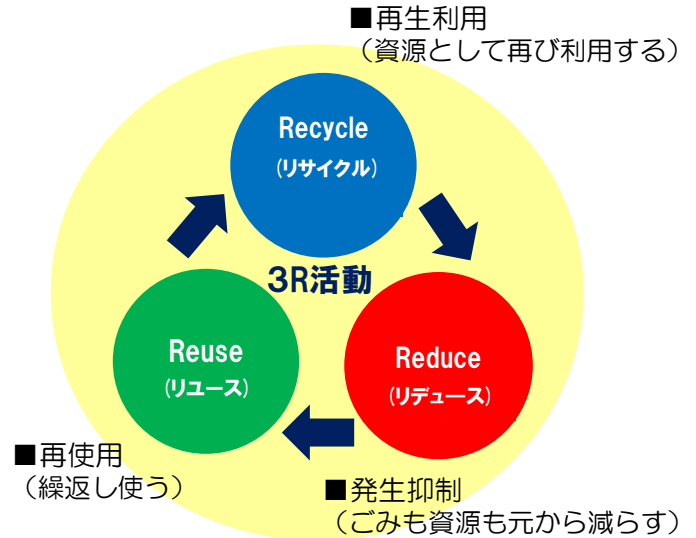 ■再生利用
(資源として再び利用する)
Recycle
(リサイクル)
3R活動
Reuse
(リユース)
Reduce
(リデュース)
■再使用
(繰返し使う)
■発生抑制
(ごみも資源も元から減らす)